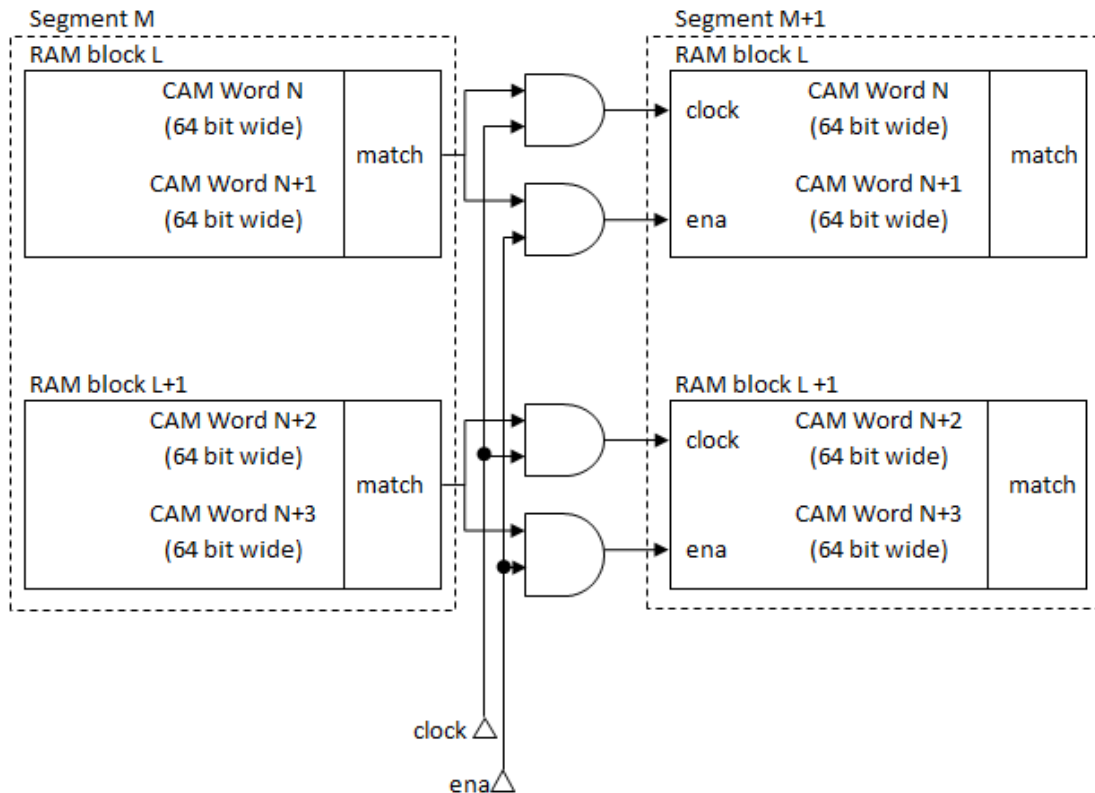 Segment M
Segment M+1
RAM block L
RAM block L
CAM Word N
(64 bit wide)
CAM Word N+1
(64 bit wide)
match
clock
ena
CAM Word N
(64 bit wide)
CAM Word N+1
(64 bit wide)
match
RAM block L+1
RAM block L +1
CAM Word N+2
(64 bit wide)
CAM Word N+3
(64 bit wide)
match
clock
ena
CAM Word N+2
(64 bit wide)
CAM Word N+3
(64 bit wide)
match
clock
ena